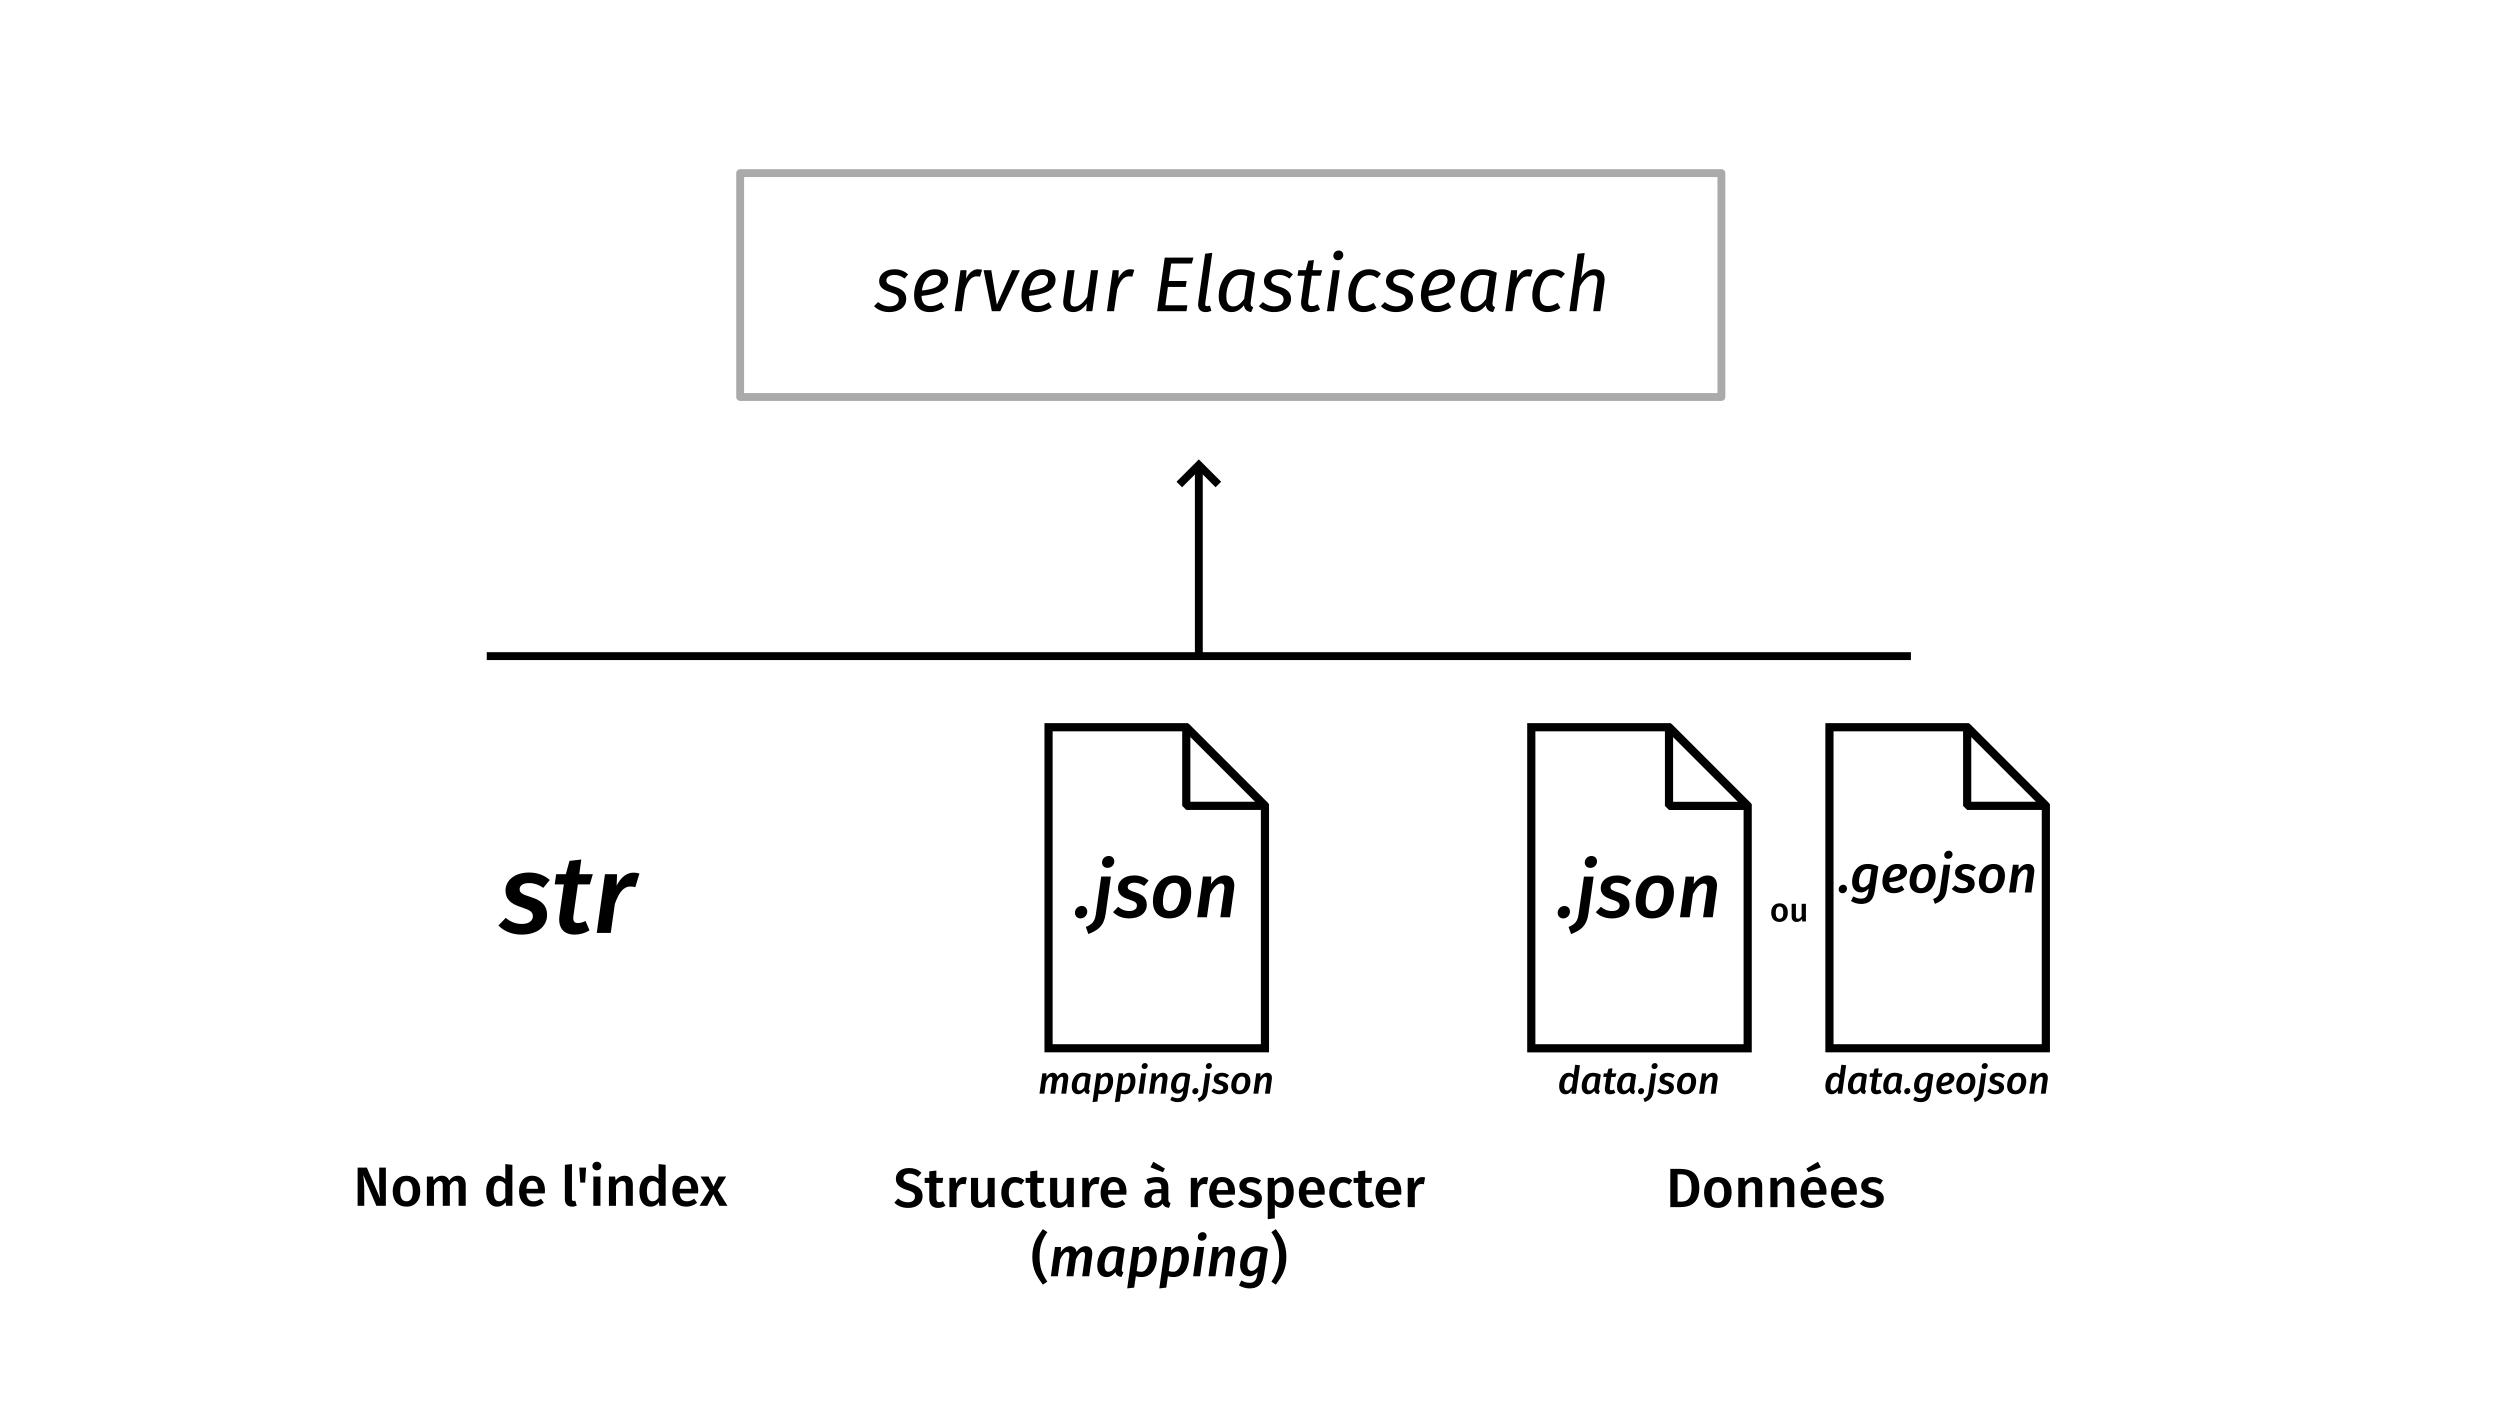 serveur Elasticsearch
str
.json
.json
ou
.geojson
mapping.json
data.json
data.geojson
Nom de l'index
Structure à respecter
(mapping)
Données